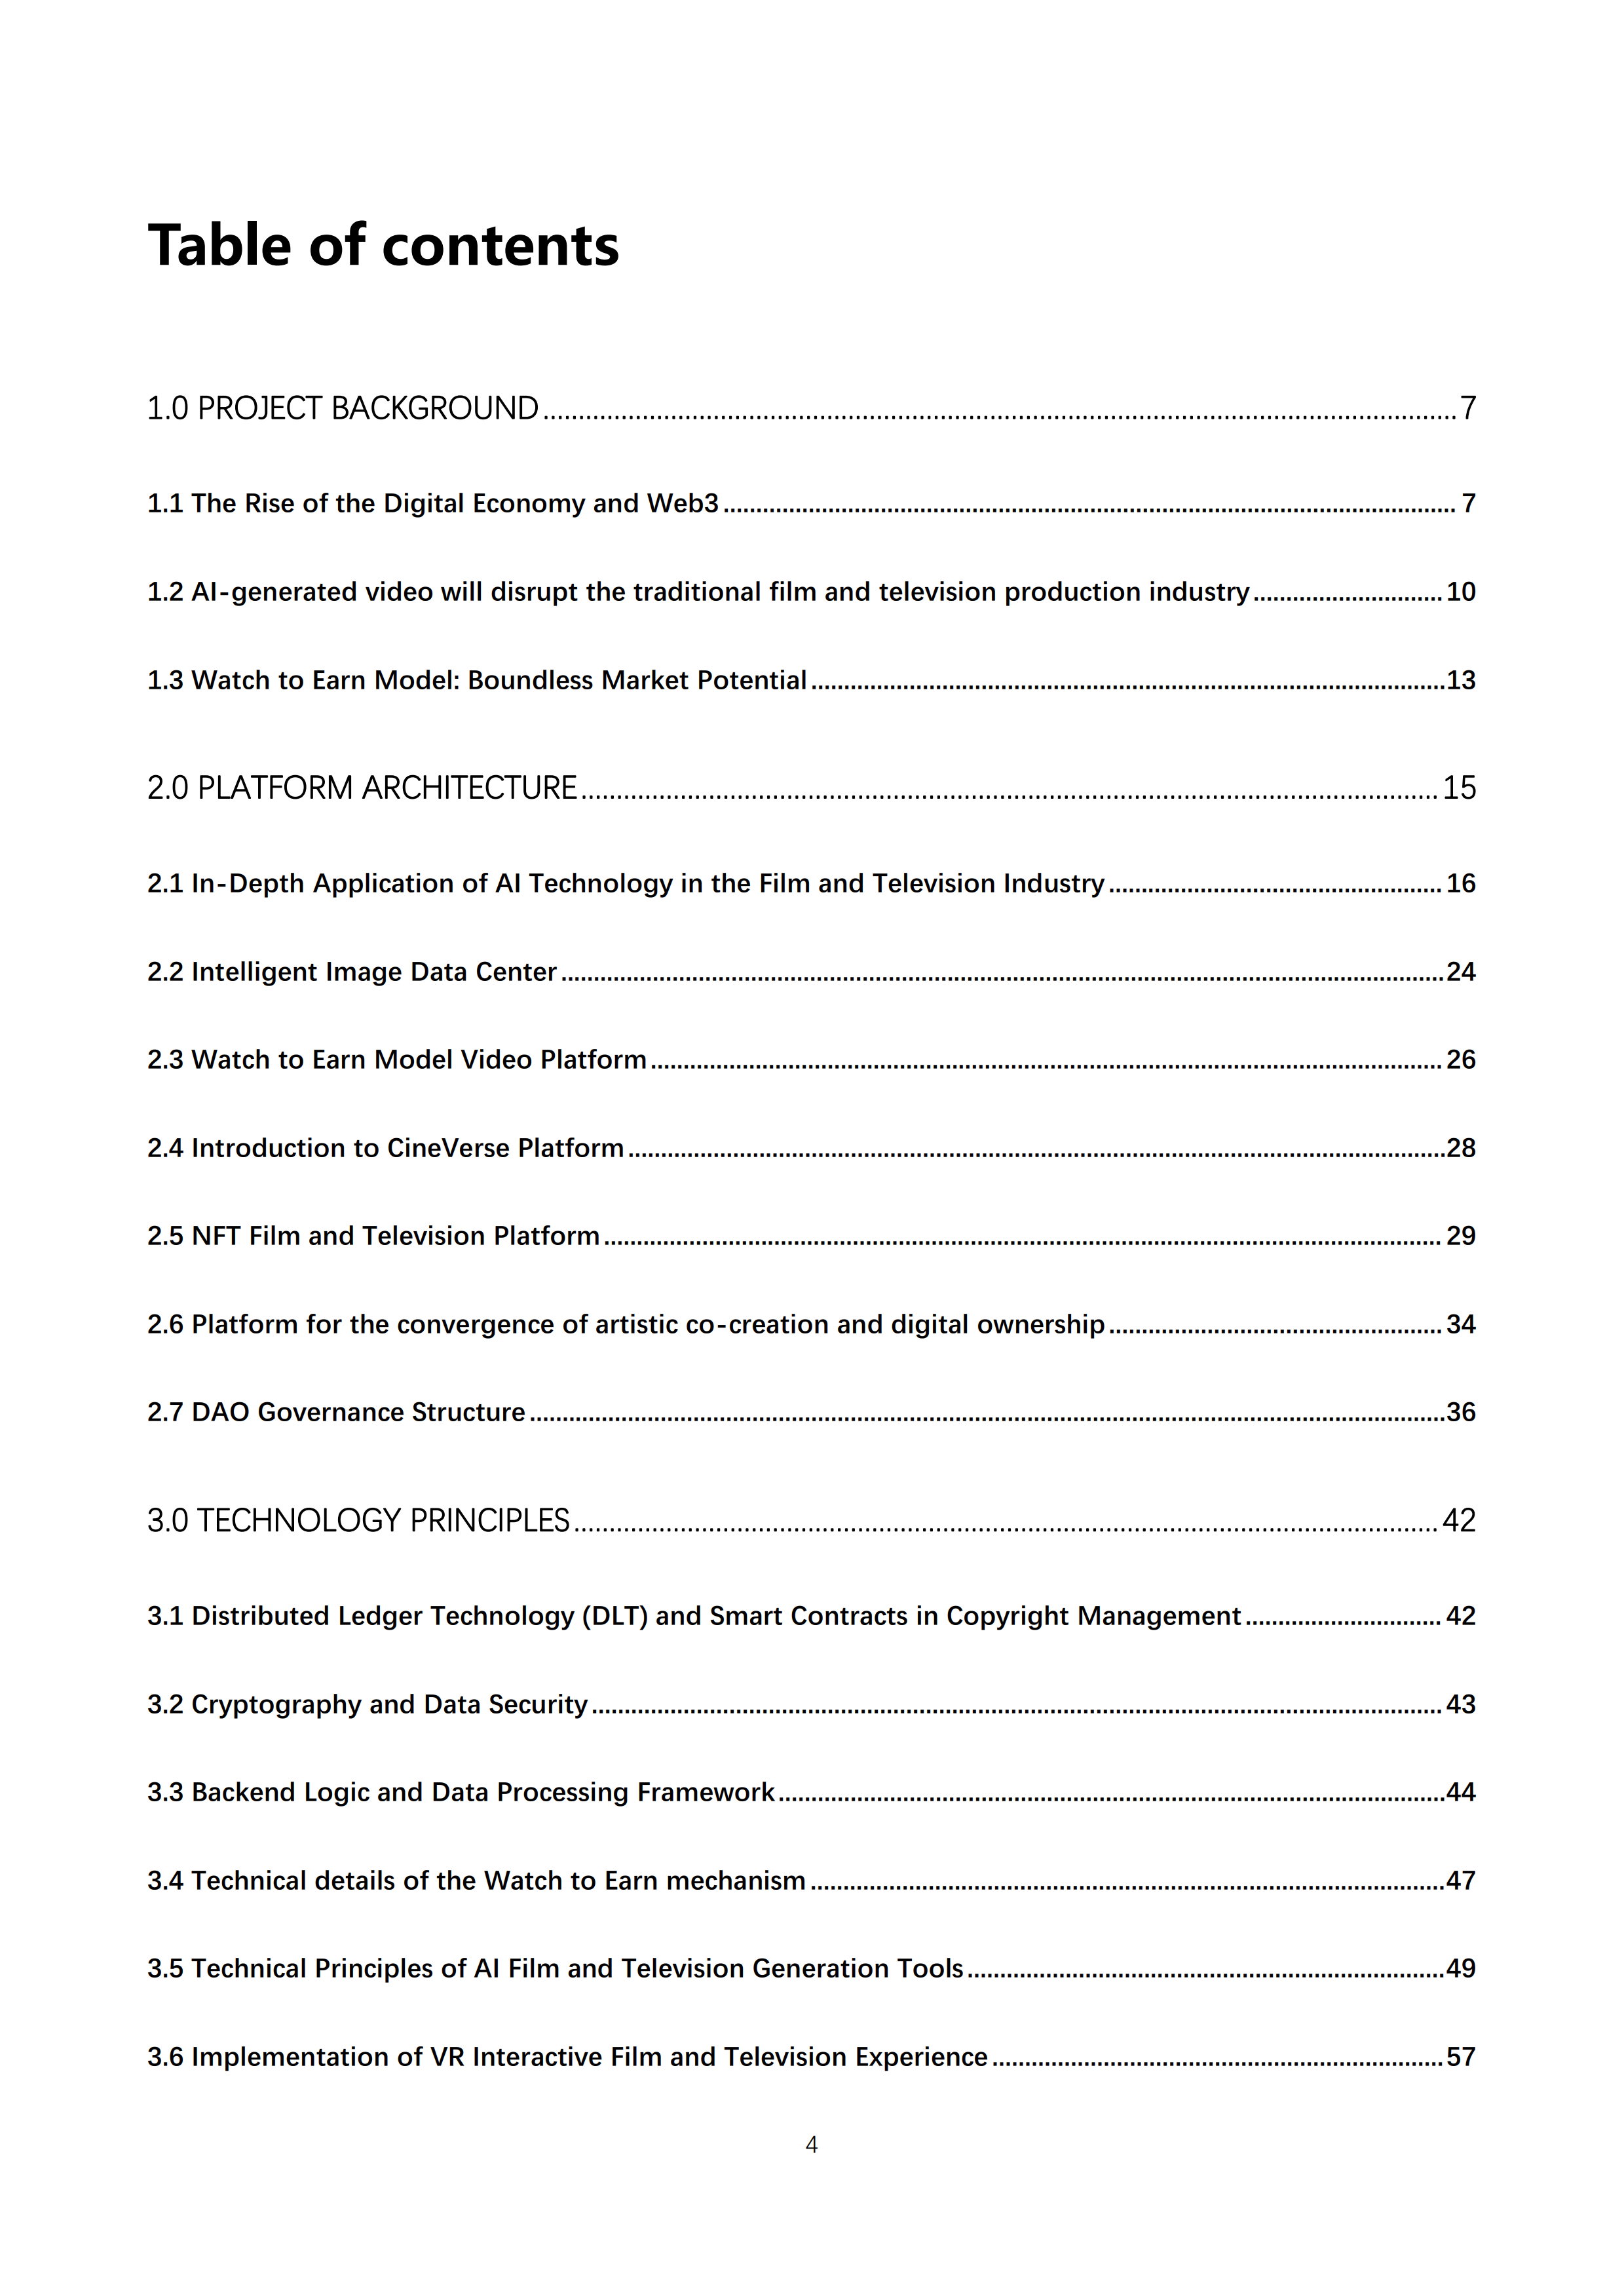 Table of contents
1.0 PROJECT BACKGROUND 7
1.1 The Rise of the Digital Economy and Web3 7
1.2 AI-generated video will disrupt the traditional film and television production industry 10
1.3 Watch to Earn Model: Boundless Market Potential 13
2.0 PLATFORM ARCHITECTURE 15
2.1 In-Depth Application of AI Technology in the Film and Television Industry 16
2.2 Intelligent Image Data Center 24
2.3 Watch to Earn Model Video Platform 26
2.4 Introduction to CineVerse Platform 28
2.5 NFT Film and Television Platform 29
2.6 Platform for the convergence of artistic co-creation and digital ownership 34
2.7 DAO Governance Structure 36
3.0 TECHNOLOGY PRINCIPLES 42
3.1 Distributed Ledger Technology (DLT) and Smart Contracts in Copyright Management 42
3.2 Cryptography and Data Security 43
3.3 Backend Logic and Data Processing Framework 44
3.4 Technical details of the Watch to Earn mechanism 47
3.5 Technical Principles of AI Film and Television Generation Tools 49
3.6 Implementation of VR Interactive Film and Television Experience 57
4